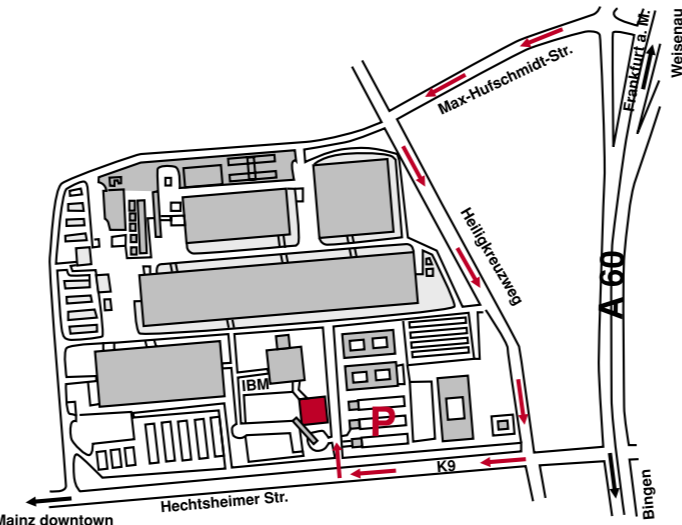 Frankfurt a. M.
Weisenau
Max-Hufschmidt-Str.
Heiligkreuzweg
A 60
IBM
P
K9
Hechtsheimer Str.
Mainz downtown
Bingen